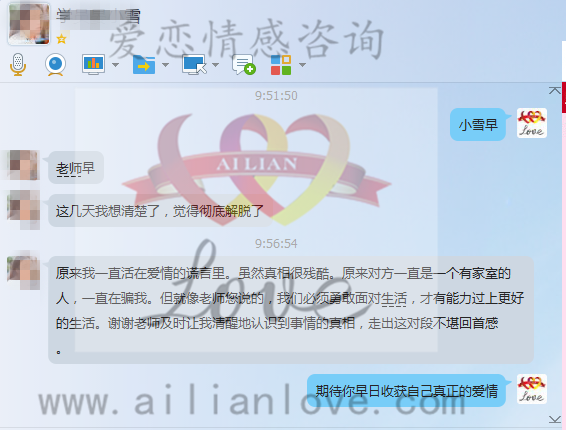 学 雪
爱恋情感咨询
9:51:50
小雪早
老师早
这几天我想清楚了，觉得彻底解脱了
AILIAN
9:56:54
原来我一直活在爱情的谎言里。虽然真相很残酷。原来对方一直是一个有家室的
人，一直在骗我。但就像老师您说的，我们必须勇敢面对生活，才有能力过上更好
的生活。谢谢老师及时让我清醒地认识到事情的真相，走出这对段不堪回首感
。
Love
期待你早日收获自己真正的爱情
www.ailianlove.com